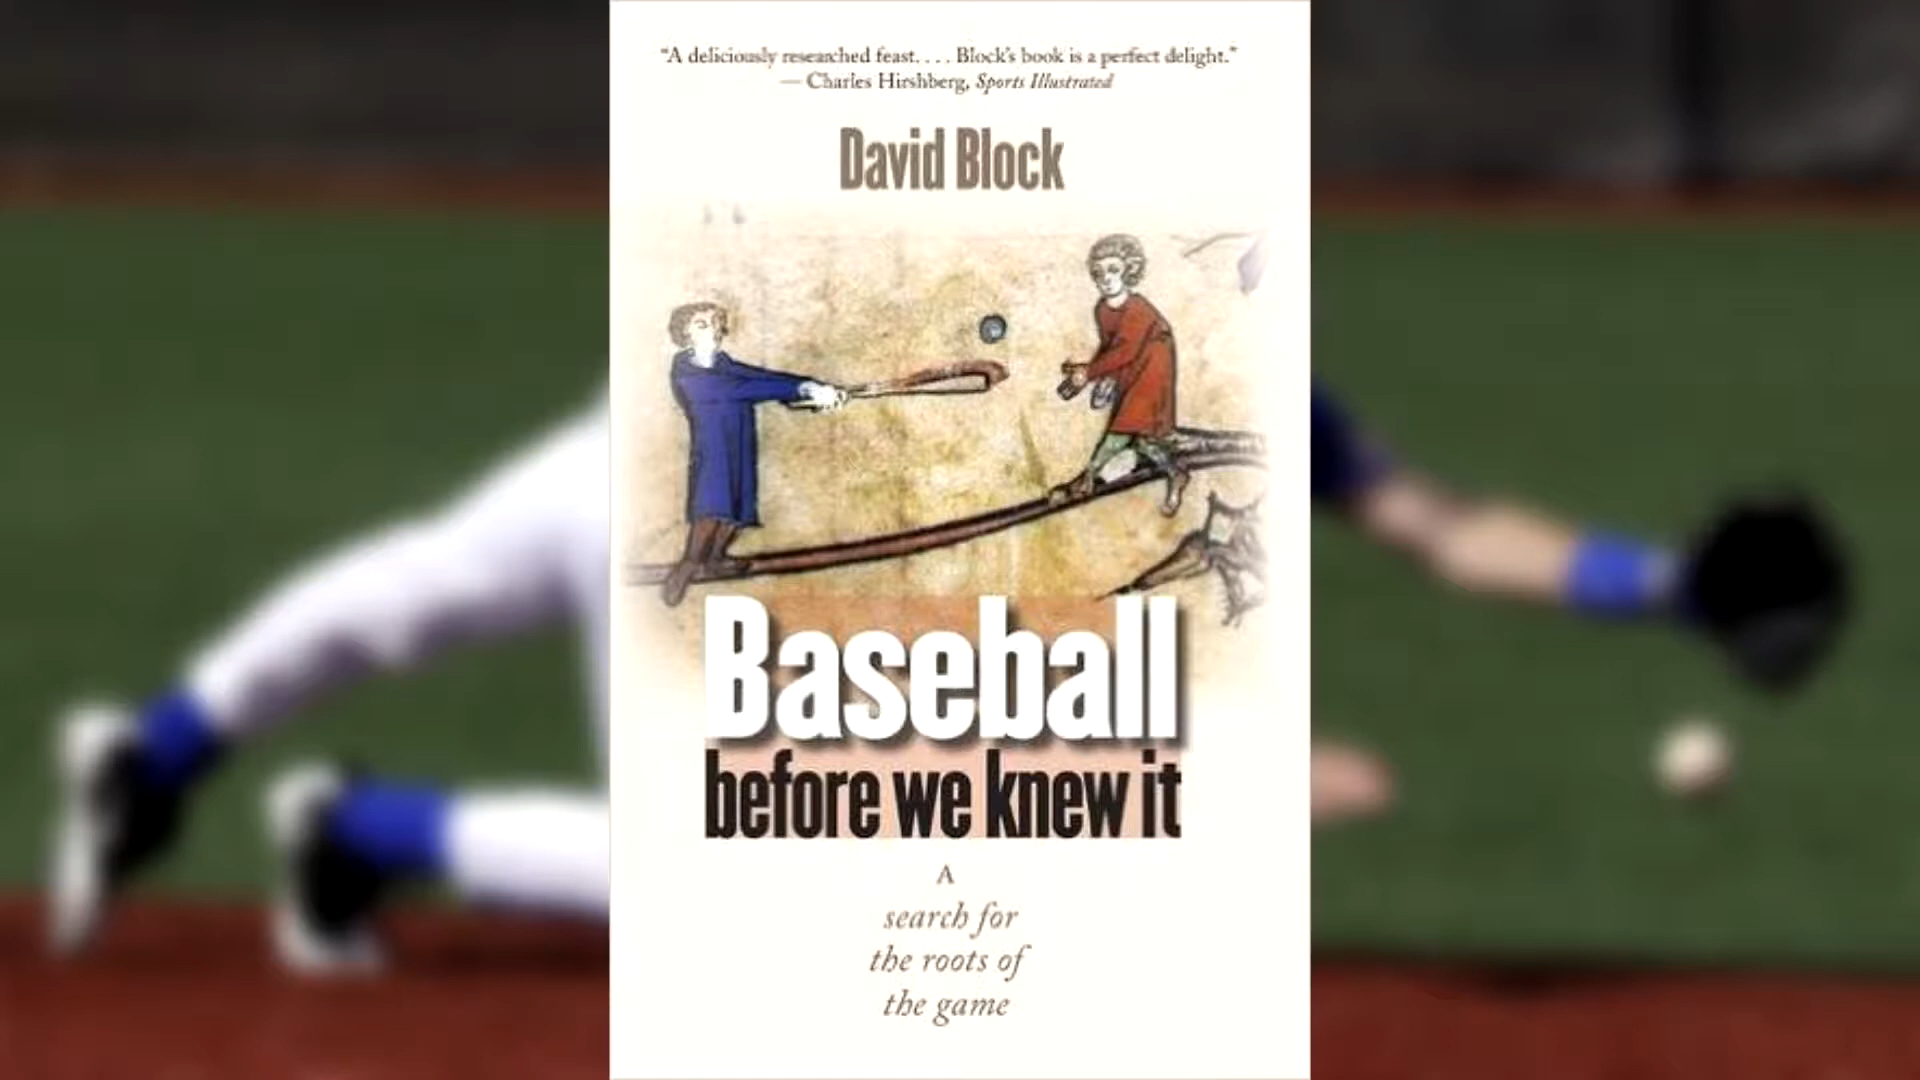 “A deliciously researched feast. . . . Block’s book is a perfect delight.”
— Charles Hirshberg, Sports Illustrated
David Block
Baseball
before we knew it
A
search for
the roots of
the game